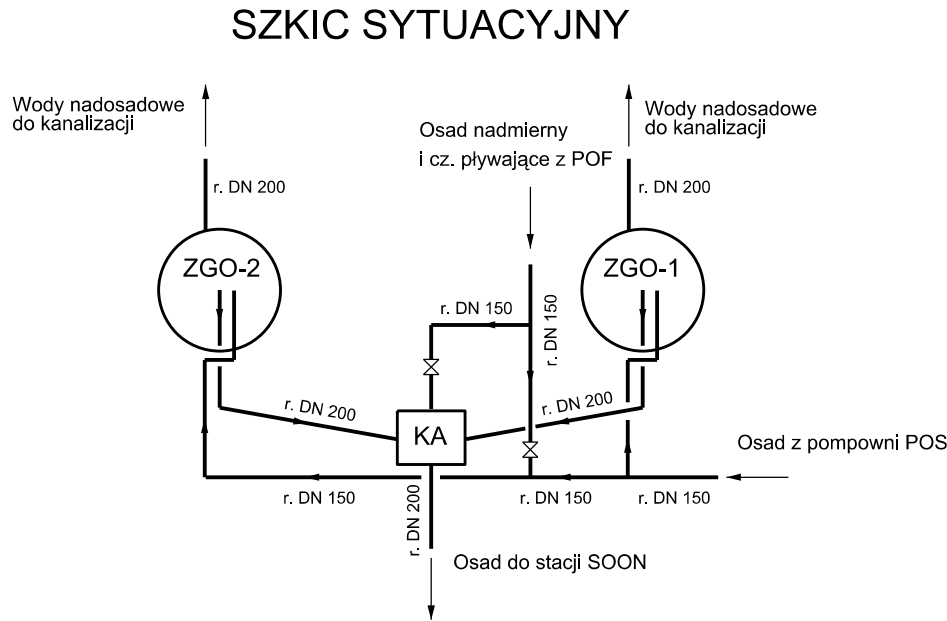 SZKIC SYTUACYJNY
Wody nadosadowe
do kanalizacji
Osad nadmierny
i cz. pływające z POF
Wody nadosadowe
do kanalizacji
r. DN 200
r. DN 200
ZGO-2
ZGO-1
r. DN 150
r. DN 150
r. DN 200
r. DN 200
KA
Osad z pompowni POS
r. DN 150
r. DN 200
r. DN 150
r. DN 150
Osad do stacji SOON